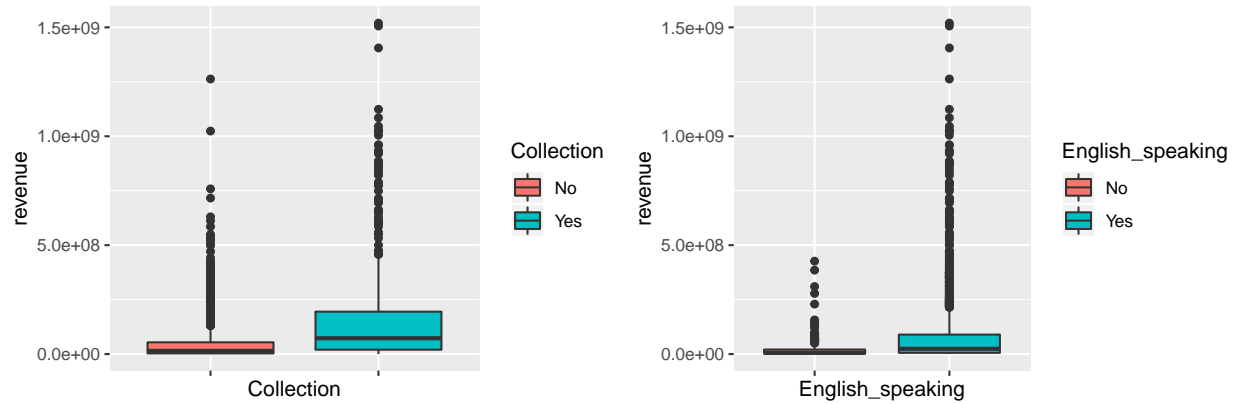 1.5e+09
1.0e+09
5.0e+08
0.0e+00
revenue
Collection
Collection
No
Yes
1.5e+09
1.0e+09
5.0e+08
0.0e+00
revenue
English_speaking
English_speaking
No
Yes